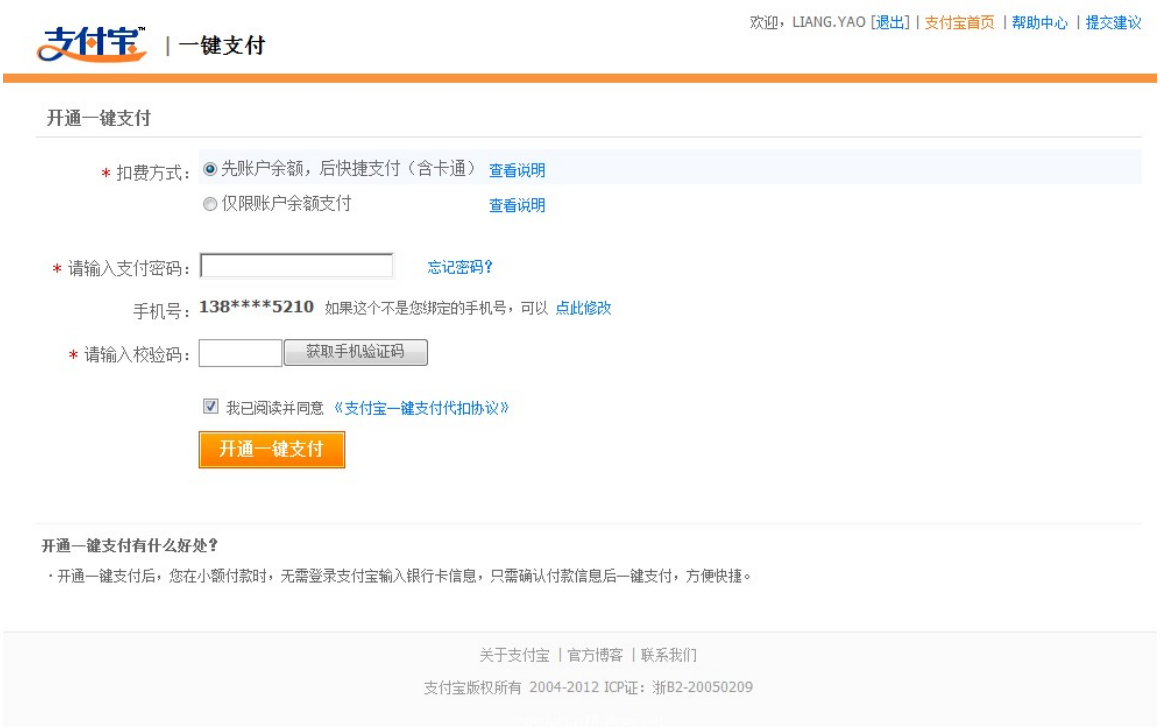 支付宝™ | 一键支付
欢迎，LIANG.YAO [退出] | 支付宝首页 | 帮助中心 | 提交建议
开通一键支付
* 扣费方式： 先账户余额，后快捷支付（含卡通） 查看说明
仅限账户余额支付 查看说明
* 请输入支付密码： 忘记密码？
手机号： 138****5210 如果这个不是您绑定的手机号，可以 点此修改
* 请输入校验码： 获取手机验证码
我已阅读并同意 《支付宝一键支付代扣协议》
开通一键支付
开通一键支付有什么好处？
·开通一键支付后，您在小额付款时，无需登录支付宝输入银行卡信息，只需确认付款信息后一键支付，方便快捷。
关于支付宝 | 官方博客 | 联系我们
支付宝版权所有 2004-2012 ICP证：浙B2-20050209